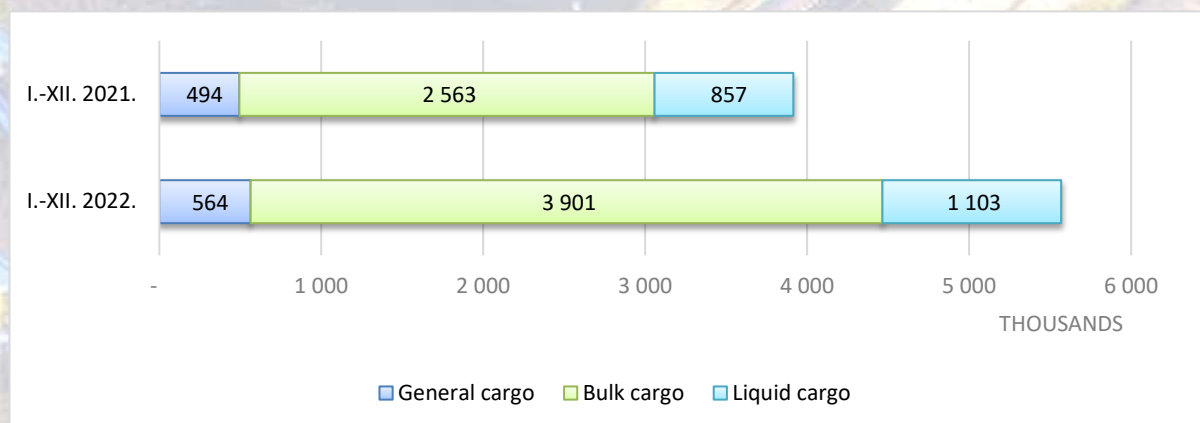 I.-XII. 2021.
494
2 563
857
I.-XII. 2022.
564
3 901
1 103
-
1 000
2 000
3 000
4 000
5 000
6 000
THOUSANDS
General cargo
Bulk cargo
Liquid cargo